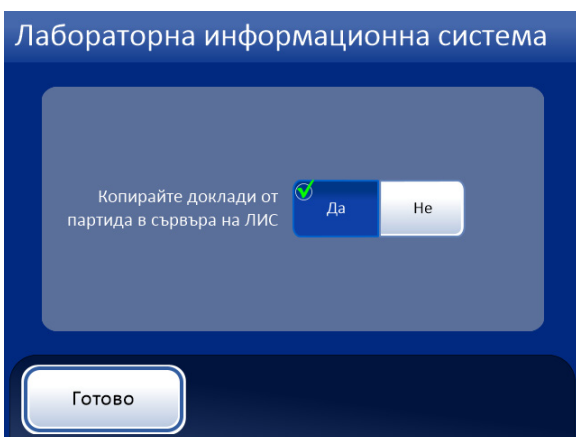 Лабораторна информационна система
Копирайте доклади от
партида в сървъра на ЛИС
Да
Не
Готово